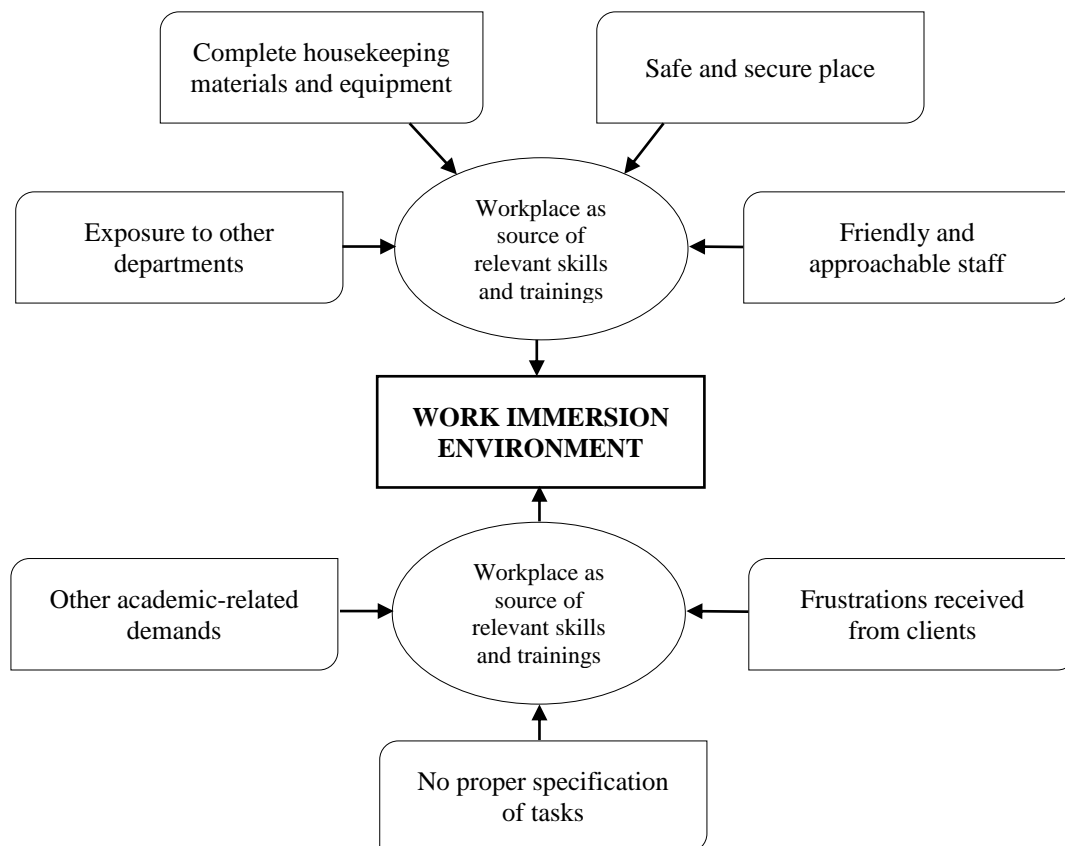 Complete housekeeping
materials and equipment
Safe and secure place
Exposure to other
departments
Workplace as
source of
relevant skills
and trainings
Friendly and
approachable staff
WORK IMMERSION
ENVIRONMENT
Other academic-related
demands
Workplace as
source of
relevant skills
and trainings
Frustrations received
from clients
No proper specification
of tasks